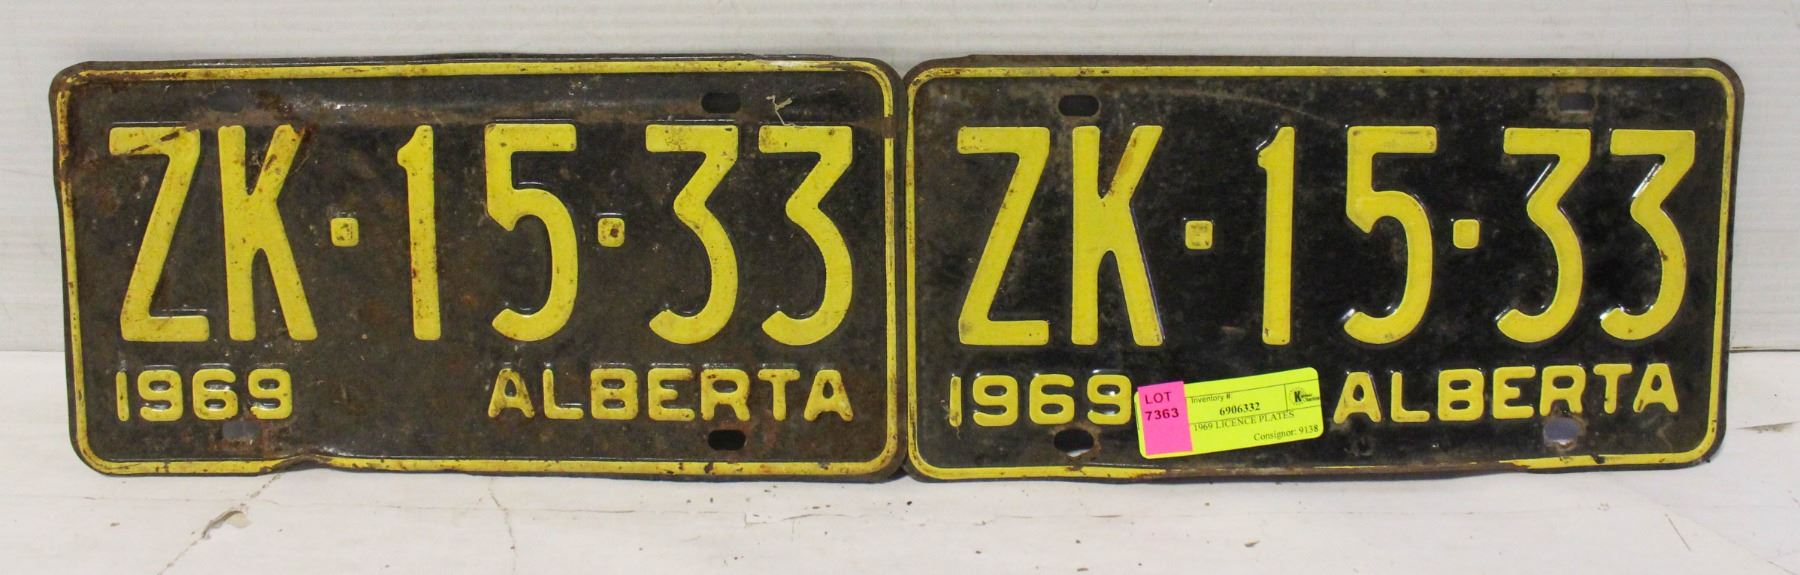 ZK·15·33
1969 ALBERTA
ZK·15·33
1969 ALBERTA
LOT
7363
Inventory #:
6906332
1969 LICENCE PLATES
Consignor: 9138